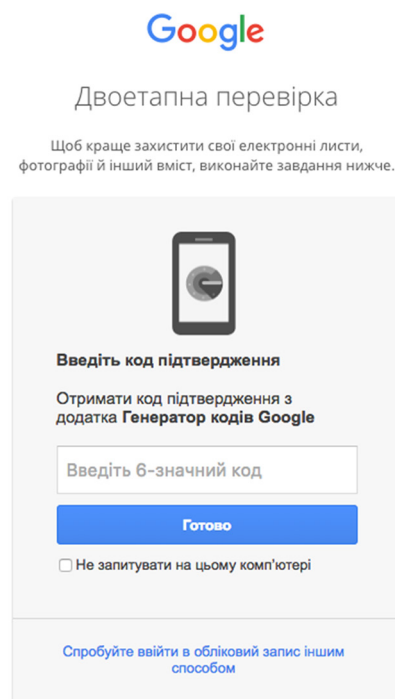 Google
Двоетапна перевірка
Щоб краще захистити свої електронні листи,
фотографії й інший вміст, виконайте завдання нижче.
Введіть код підтвердження
Отримати код підтвердження з
додатка Генератор кодів Google
Введіть 6-значний код
Готово
Не запитувати на цьому комп'ютері
Спробуйте ввійти в обліковий запис іншим
способом